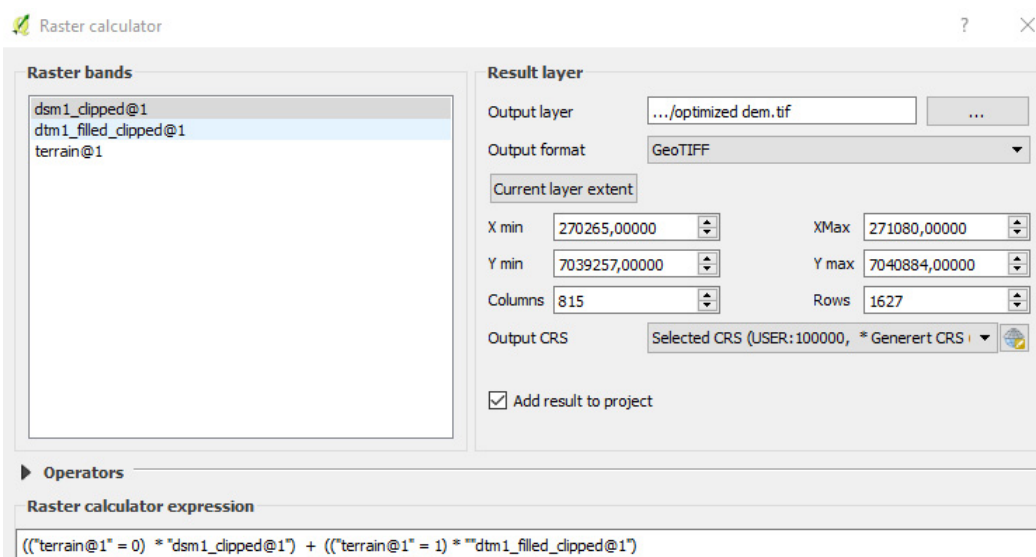 Raster calculator
Raster bands
dsm1_clipped@1
dtm1_filled_clipped@1
terrain@1
Result layer
Output layer .../optimized dem.tif ...
Output format GeoTIFF
Current layer extent
X min 270265,00000 XMax 271080,00000
Y min 7039257,00000 Y max 7040884,00000
Columns 815 Rows 1627
Output CRS Selected CRS (USER:100000, * Generert CRS
Add result to project
Operators
Raster calculator expression
(("terrain@1" = 0) * "dsm1_clipped@1") + (("terrain@1" = 1) * ""dtm1_filled_clipped@1")